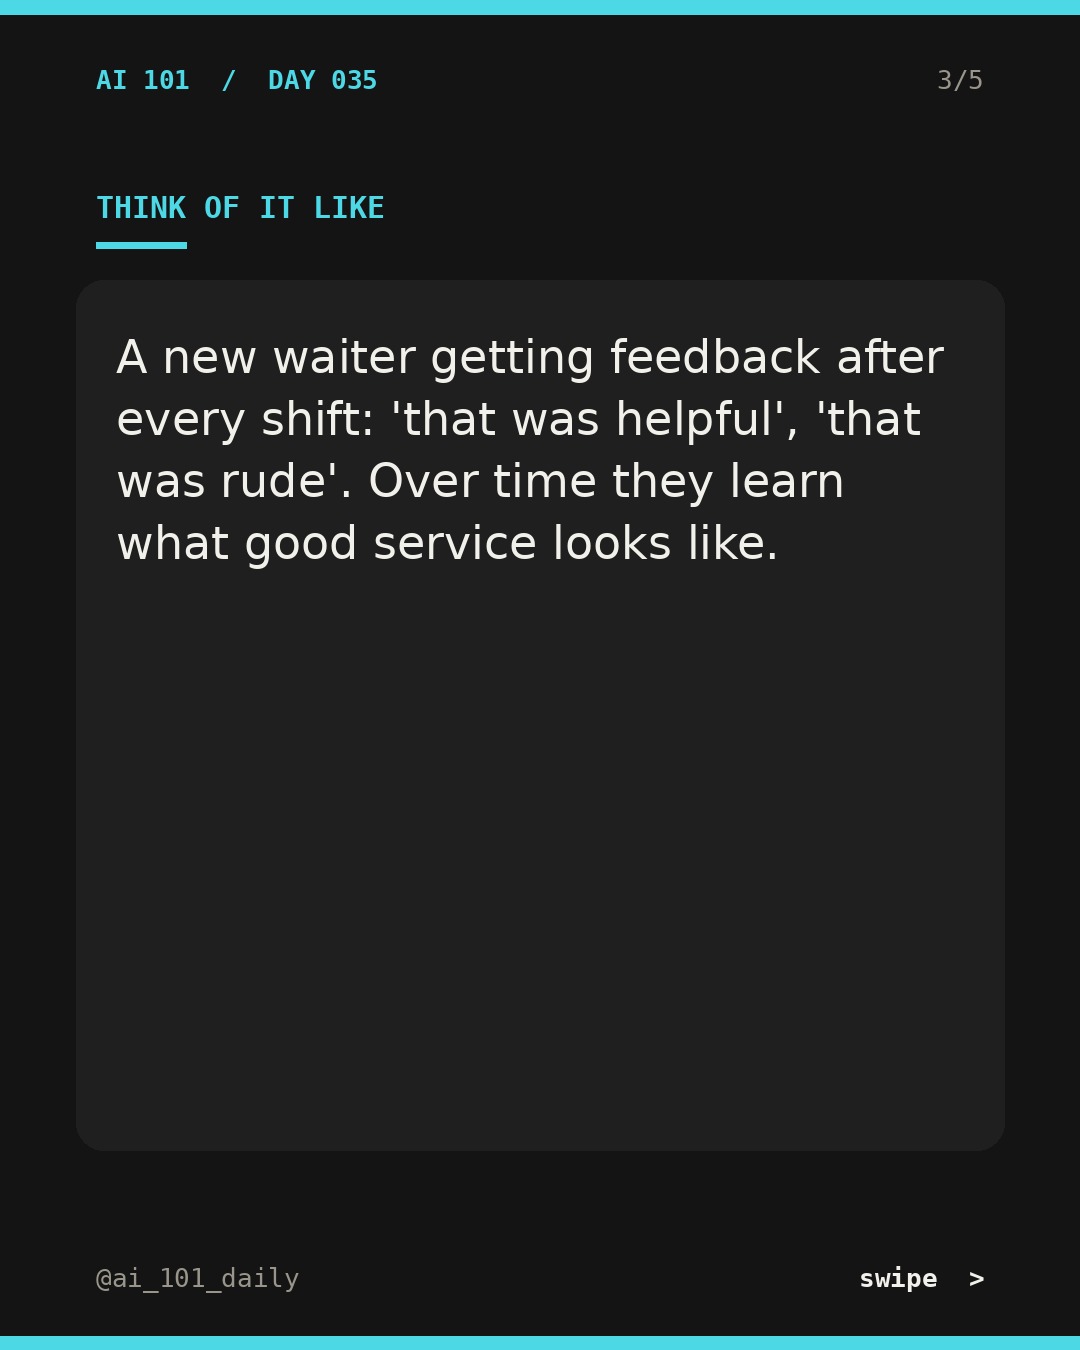 AI 101  /  DAY 035
3/5
THINK OF IT LIKE
A new waiter getting feedback after
every shift: 'that was helpful', 'that
was rude'. Over time they learn
what good service looks like.
@ai_101_daily
swipe  >